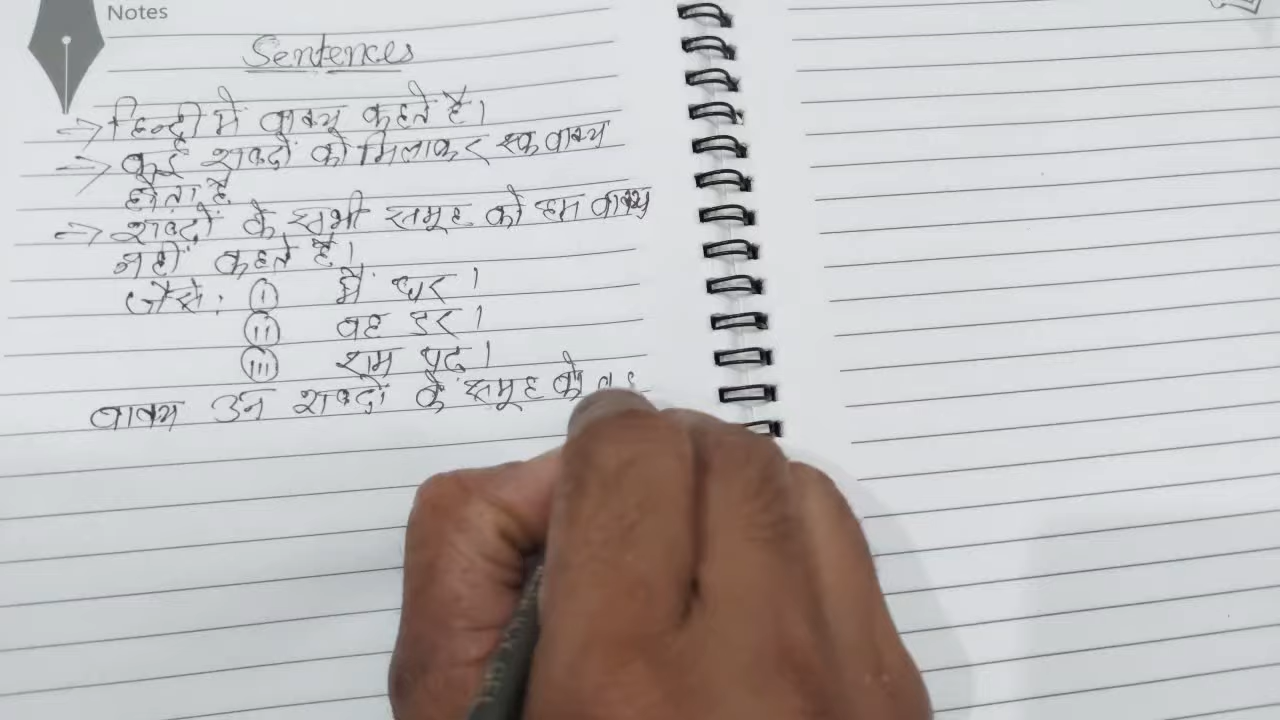 Notes
Sentences
→ हिन्दी में वाक्य कहते है।
→ कई शब्दों को मिलाकर एक वाक्य
होता है
→ शब्दों के सभी समूह को हम वाक्य
नहीं कहते है।
जैसे: (i) मैं घर।
(ii) वह डर।
(iii) राम पढ़।
वाक्य उन शब्दों के समूह को